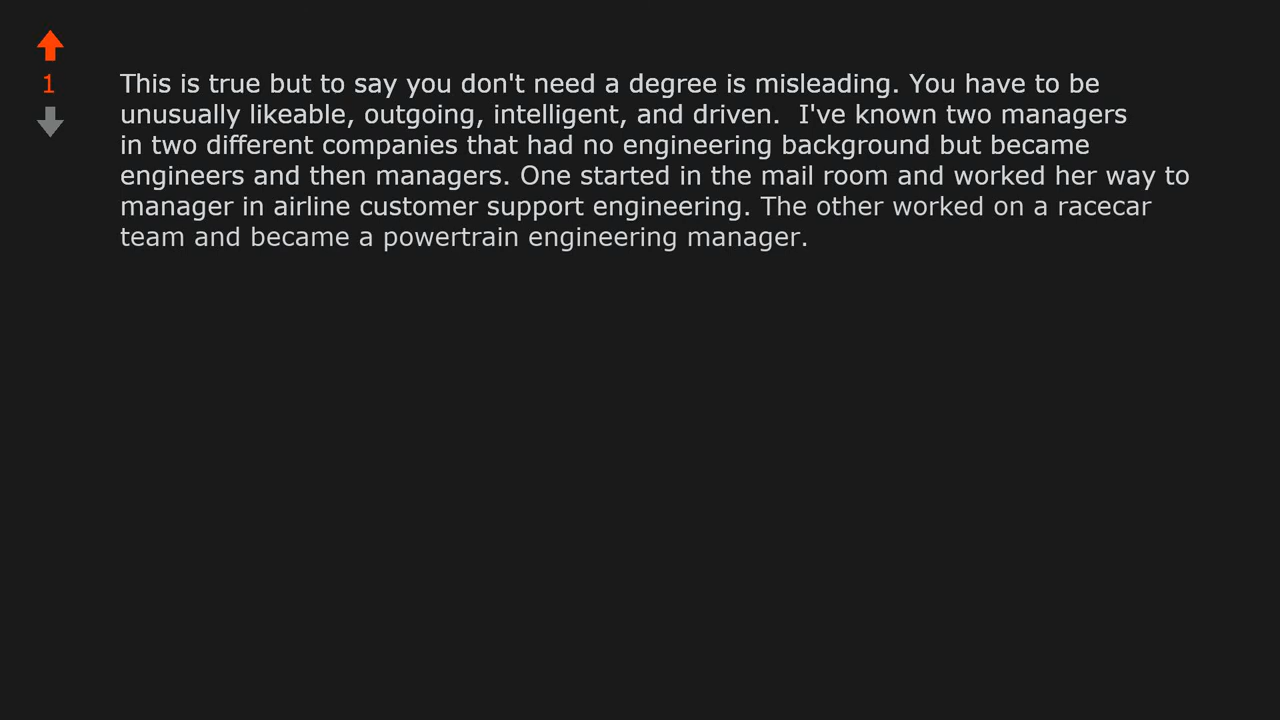 1
This is true but to say you don't need a degree is misleading. You have to be
unusually likeable, outgoing, intelligent, and driven.  I've known two managers
in two different companies that had no engineering background but became
engineers and then managers. One started in the mail room and worked her way to
manager in airline customer support engineering. The other worked on a racecar
team and became a powertrain engineering manager.